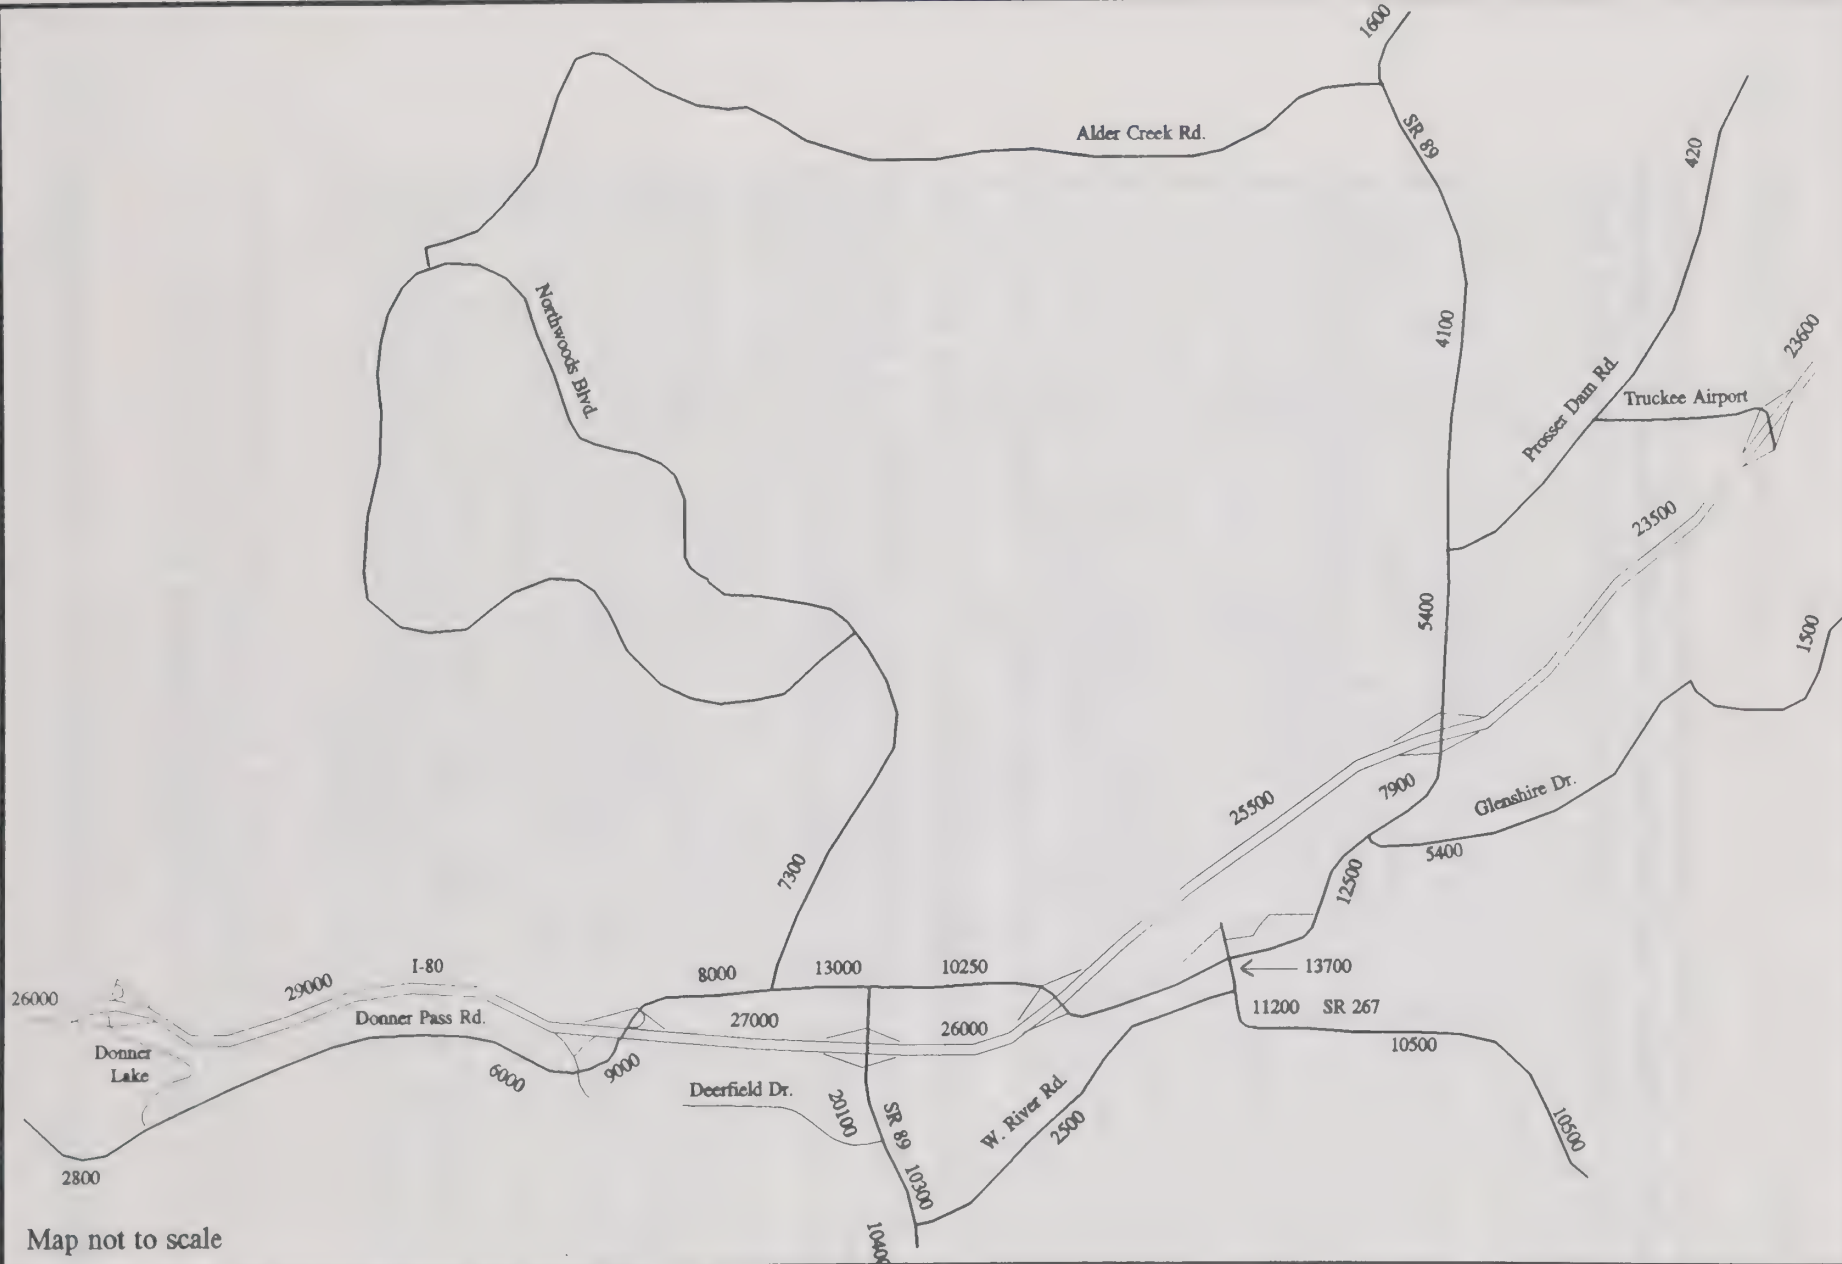 1600
Alder Creek Rd.
SR 89
420
Northwoods Blvd.
4100
23600
Prosser Dam Rd.
Truckee Airport
23500
5400
1500
7900
25500
Glenshire Dr.
5400
12500
7300
I-80
8000
13000
10250
13700
26000
29000
Donner Pass Rd.
27000
26000
11200
SR 267
10500
Donner
Lake
6000
9000
Deerfield Dr.
20100
SR 89
W. River Rd.
2500
10500
2800
10300
Map not to scale